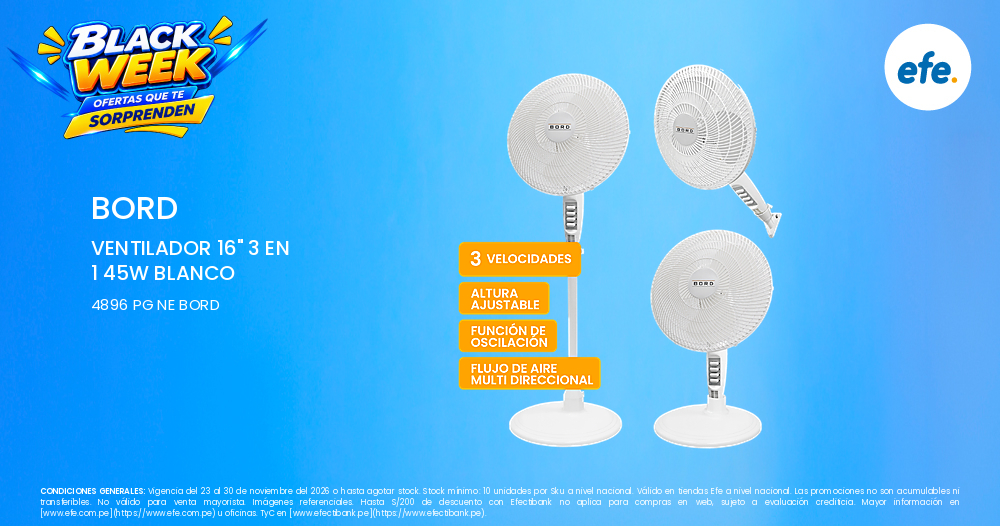 BLACK
WEEK
OFERTAS QUE TE
SORPRENDEN
efe.
BORD
VENTILADOR 16" 3 EN
1 45W BLANCO
4896 PG NE BORD
BORD
BORD
BORD
3 VELOCIDADES
ALTURA
AJUSTABLE
FUNCIÓN DE
OSCILACIÓN
FLUJO DE AIRE
MULTI DIRECCIONAL
CONDICIONES GENERALES: Vigencia del 23 al 30 de noviembre del 2026 o hasta agotar stock. Stock minimo: 10 unidades por Sku a nivel nacional. Válido en tiendas Efe a nivel nacional. Las promociones no son acumulables ni
transferibles. No válido para venta mayorista. Imágenes referenciales. Hasta S/200 de descuento con Efectibank no aplica para compras en web, sujeto a evaluación crediticia. Mayor información en
[www.efe.com.pe](https://www.efe.com.pe) u oficinas. TyC en [www.efectibank.pe](https://www.efectibank.pe).